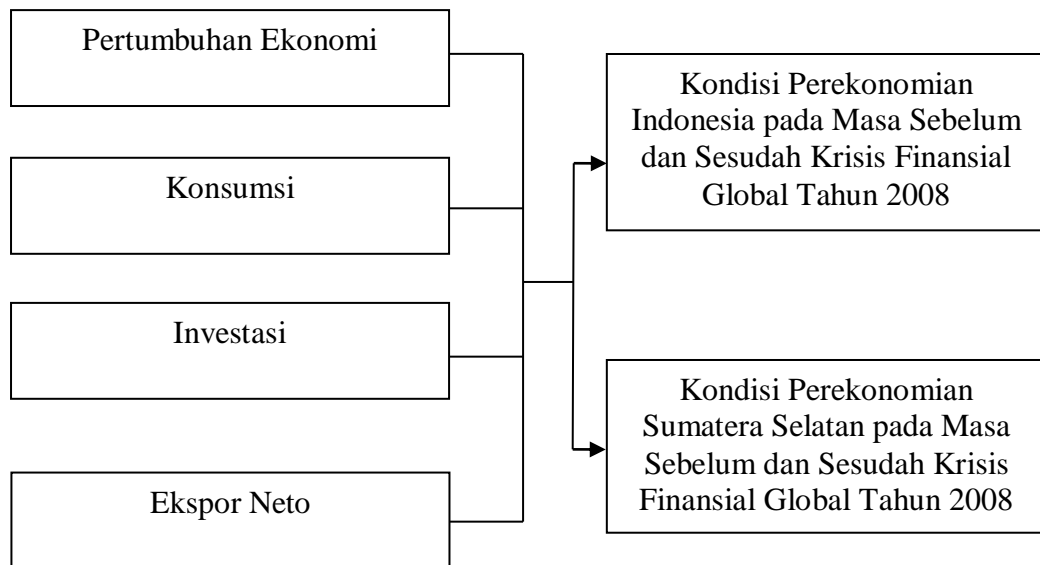 Pertumbuhan Ekonomi
Konsumsi
Investasi
Ekspor Neto
Kondisi Perekonomian
Indonesia pada Masa Sebelum
dan Sesudah Krisis Finansial
Global Tahun 2008
Kondisi Perekonomian
Sumatera Selatan pada Masa
Sebelum dan Sesudah Krisis
Finansial Global Tahun 2008